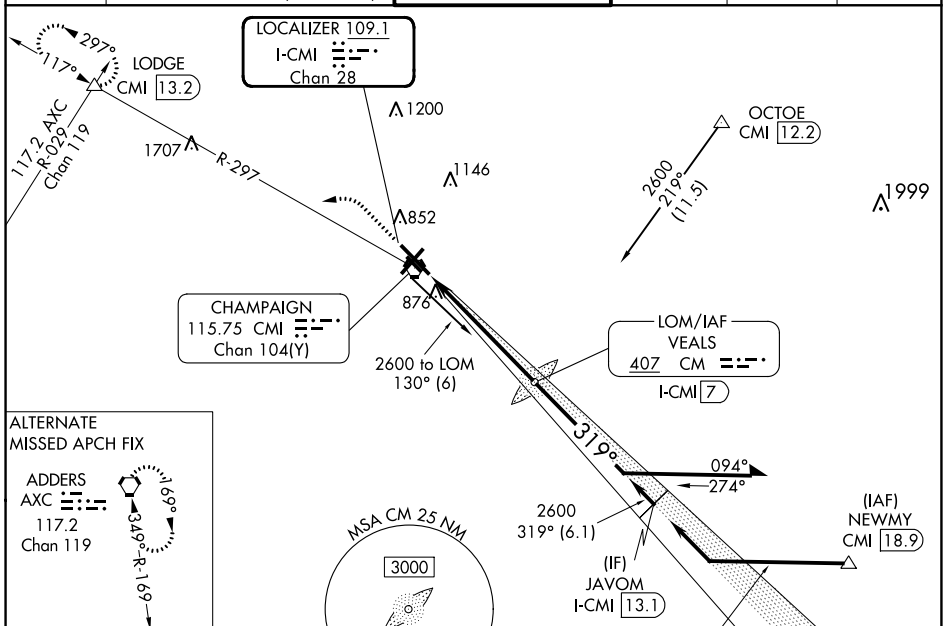 LOCALIZER 109.1
I-CMI
Chan 28
297°
117°
LODGE
CMI 13.2
117.2 AXC
R-029
Chan 119
1707
R-297
1200
1146
852
876
OCTOE
CMI 12.2
2600
219°
(11.5)
1999
CHAMPAIGN
115.75 CMI
Chan 104(Y)
2600 to LOM
130° (6)
LOM/IAF
VEALS
407 CM
I-CMI 7
319°
094°
274°
2600
319° (6.1)
(IF)
JAVOM
I-CMI 13.1
(IAF)
NEWMY
CMI 18.9
ALTERNATE
MISSED APCH FIX
ADDERS
AXC
117.2
Chan 119
169°
349°
R-169
MSA CM 25 NM
3000